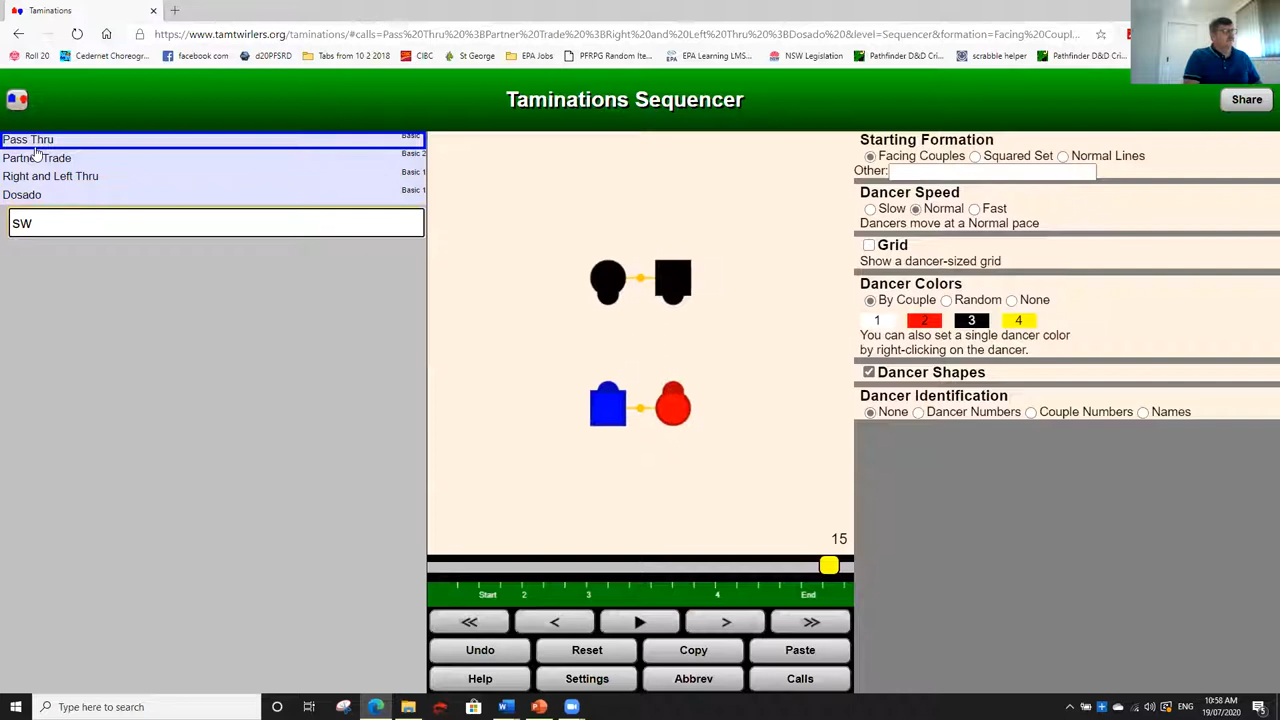 Taminations
https://www.tamtwirlers.org/taminations/#calls=Pass%20Thru%20%3BPartner%20Trade%20%3BRight%20and%20Left%20Thru%20%3BDosado%20&level=Sequencer&formation=Facing%20Coupl...
Roll 20 Cedernet Choreogr... facebook.com d20PFSRD Tabs from 10 2 2018 CIBC St George EPA Jobs PFRPG Random Ite... EPA Learning LMS... NSW Legislation Pathfinder D&D Cri... scrabble helper Pathfinder D&D Cri...
Taminations Sequencer
Share
Pass Thru Basic
Partner Trade Basic 2
Right and Left Thru Basic 1
Dosado Basic 1
SW
15
Start 2 3 4 End
<< < > >>
Undo Reset Copy Paste
Help Settings Abbrev Calls
Starting Formation
Facing Couples Squared Set Normal Lines
Other:
Dancer Speed
Slow Normal Fast
Dancers move at a Normal pace
Grid
Show a dancer-sized grid
Dancer Colors
By Couple Random None
1 2 3 4
You can also set a single dancer color
by right-clicking on the dancer.
Dancer Shapes
Dancer Identification
None Dancer Numbers Couple Numbers Names
Type here to search
ENG
10:58 AM
19/07/2020